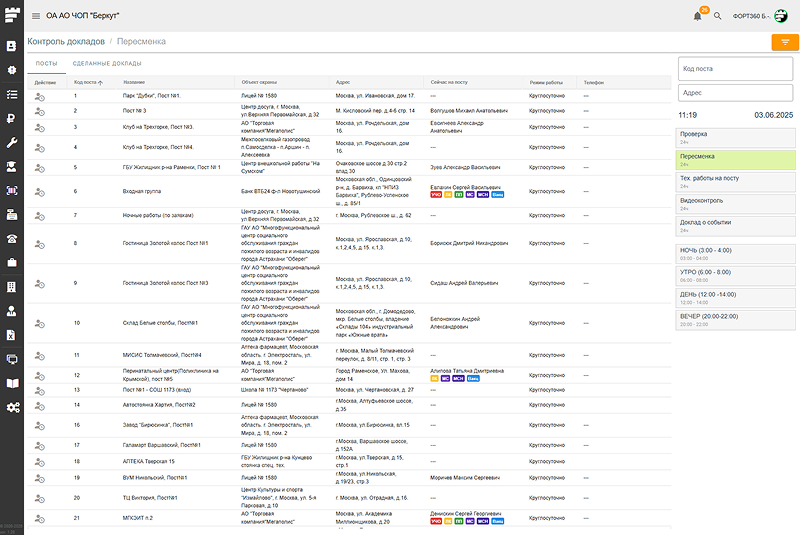 ОА АО ЧОП "Беркут"
26
ФОРТ360 Б.-.
Контроль докладов / Пересменка
ПОСТЫ
СДЕЛАННЫЕ ДОКЛАДЫ
Действие Код поста Название Объект охраны Адрес Сейчас на посту Режим работы Телефон
1 Парк "Дубки", Пост №1. Лицей № 1580 Москва, ул. Ивановская, дом 17. --- Круглосуточно ---
2 Пост № 3 Центр досуга, г. Москва, ул.Верхняя Первомайская, д.32 М. Кисловский пер. д.4-6 стр. 14 Волгушов Михаил Анатольевич Круглосуточно ---
3 Клуб на Трехгорке, Пост №3. АО "Торговая компания"Мегаполис" Москва, ул. Рочдельская, дом 16. Евсигнеев Александр Анатольевич Круглосуточно ---
4 Клуб на Трехгорке, Пост №4. Межпоселковый газопровод п.Самоделка - п.Аршин - п. Алексеевка Москва, ул. Рочдельская, дом 16. --- Круглосуточно ---
5 ГБУ Жилищник р-на Раменки, Пост № 1 Центр внешкольной работы "На Сумском" Очаковское шоссе д.30 стр.2 влад.30 Зуев Александр Васильевич Круглосуточно ---
6 Входная группа Банк ВТБ24 ф-л Новотушинский Московская обл., Одинцовский р-н, д. Барвиха, кп "НПИЗ Барвиха", Рублево-Успенское ш., д. 85/1 Евлахин Сергей Васильевич Круглосуточно ---
7 Ночные работы (по заявкам) Центр досуга, г. Москва, ул.Верхняя Первомайская, д.32 г. Москва, Рублевское ш., д. 62 --- Круглосуточно ---
8 Гостиница Золотой колос Пост №1 ГАУ АО "Многофункциональный центр социального обслуживания граждан пожилого возраста и инвалидов города Астрахани "Оберег" Москва, ул. Ярославская, д.10, к.1,2,4,5, д.15. к.1,3. Борисюк Дмитрий Никандрович Круглосуточно ---
9 Гостиница Золотой колос Пост №3 ГАУ АО "Многофункциональный центр социального обслуживания граждан пожилого возраста и инвалидов города Астрахани "Оберег" Москва, ул. Ярославская, д.10, к.1,2,4,5, д.15, к.1,3. Сидаш Андрей Валерьевич Круглосуточно ---
10 Склад Белые столбы, Пост№1 ГАУ АО "Многофункциональный центр социального обслуживания граждан пожилого возраста и инвалидов города Астрахани "Оберег" Московская обл., г. Домодедово, мкр. Белые столбы, владение «Склады 104» индустриальный парк «Южные врата» Белоножкин Андрей Александрович Круглосуточно ---
11 МИСИС Толмачевский, Пост№4 Аптека фармацевт, Московская область. г. Электросталь, ул. Мира, д. 18, пом. 2 г. Москва, Малый Толмачевский переулок, д. 8/11, стр. 1, стр. 3 --- Круглосуточно ---
12 Перинатальный центр(Поликлиника на Крымской), пост №5 АО "Торговая компания"Мегаполис" Город Раменское, Ул. Махова, дом 14 Агипова Татьяна Дмитриевна Круглосуточно ---
13 Пост №1 - СОШ 1173 (вход) Школа № 1173 "Чертаново" Москва, ул. Чертановская, д. 27 --- Круглосуточно ---
14 Автостоянка Хартия, Пост№2 Лицей № 1580 г.Москва, Алтуфьевское шоссе, д.35 --- Круглосуточно ---
16 Завод "Бирюсинка", Пост№1 Аптека фармацевт, Московская область. г. Электросталь, ул. Мира, д. 18, пом. 2 г.Москва, ул.Бирюсинка, вл.15 --- Круглосуточно ---
17 Галамарт Варшавский, Пост№1 Лицей № 1580 г.Москва, Варшавское шоссе, д.152А --- Круглосуточно ---
18 АПТЕКА Тверская 15 ГБУ Жилищник р-на Кунцево стоянка спец. тех. г.Москва, ул.Тверская, д.15, стр.1 --- Круглосуточно ---
19 ВУМ Никольский, Пост№1 Лицей № 1580 г.Москва, ул.Никольская, д.19/23, стр.3 Моричев Максим Сергеевич Круглосуточно ---
20 ТЦ Виктория, Пост№1 Центр Культуры и спорта "Измайлово", г. Москва, ул. 5-я Парковая, д.10 г. Москва, ул. Отрадная, д.16. --- Круглосуточно ---
21 МГКЭИТ п.2 АО "Торговая компания"Мегаполис" г.Москва, ул. Академика Миллионщикова, д.20 Денискин Сергей Георгиевич Круглосуточно ---
Код поста
Адрес
11:19 03.06.2025
Проверка
24ч
Пересменка
24ч
Тех. работы на посту
24ч
Видеоконтроль
24ч
Доклад о событии
24ч
НОЧЬ (3:00 - 4:00)
03:00 - 04:00
УТРО (6:00 - 8:00)
06:00 - 08:00
ДЕНЬ (12:00 -14:00)
12:00 - 14:00
ВЕЧЕР (20:00-22:00)
20:00 - 22:00